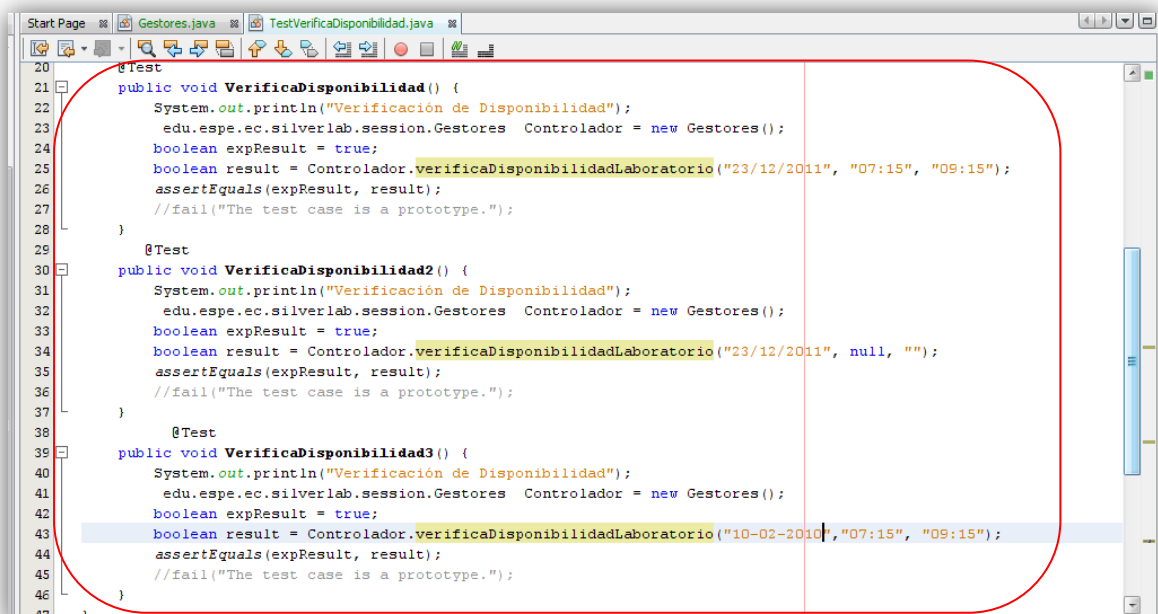 Start Page Gestores.java TestVerificaDisponibilidad.java
20 @Test
21 public void VerificaDisponibilidad() {
22 System.out.println("Verificación de Disponibilidad");
23 edu.espe.ec.silverlab.session.Gestores Controlador = new Gestores();
24 boolean expResult = true;
25 boolean result = Controlador.verificaDisponibilidadLaboratorio("23/12/2011", "07:15", "09:15");
26 assertEquals(expResult, result);
27 //fail("The test case is a prototype.");
28 }
29 @Test
30 public void VerificaDisponibilidad2() {
31 System.out.println("Verificación de Disponibilidad");
32 edu.espe.ec.silverlab.session.Gestores Controlador = new Gestores();
33 boolean expResult = true;
34 boolean result = Controlador.verificaDisponibilidadLaboratorio("23/12/2011", null, "");
35 assertEquals(expResult, result);
36 //fail("The test case is a prototype.");
37 }
38 @Test
39 public void VerificaDisponibilidad3() {
40 System.out.println("Verificación de Disponibilidad");
41 edu.espe.ec.silverlab.session.Gestores Controlador = new Gestores();
42 boolean expResult = true;
43 boolean result = Controlador.verificaDisponibilidadLaboratorio("10-02-2010","07:15", "09:15");
44 assertEquals(expResult, result);
45 //fail("The test case is a prototype.");
46 }